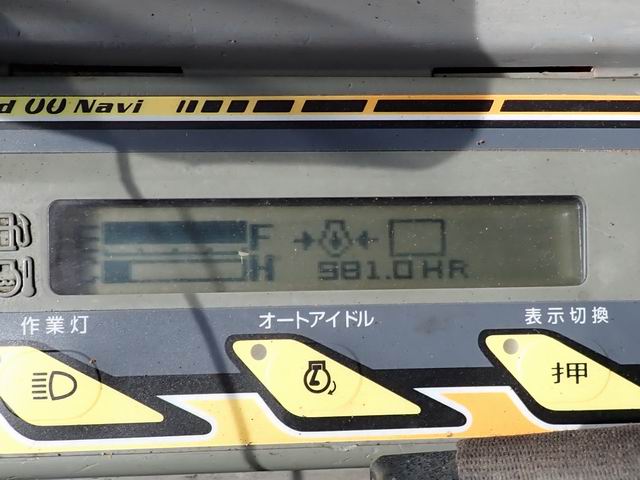 d Navi
E F
C H
981.0 HR
作業灯
オートアイドル
表示切換
押